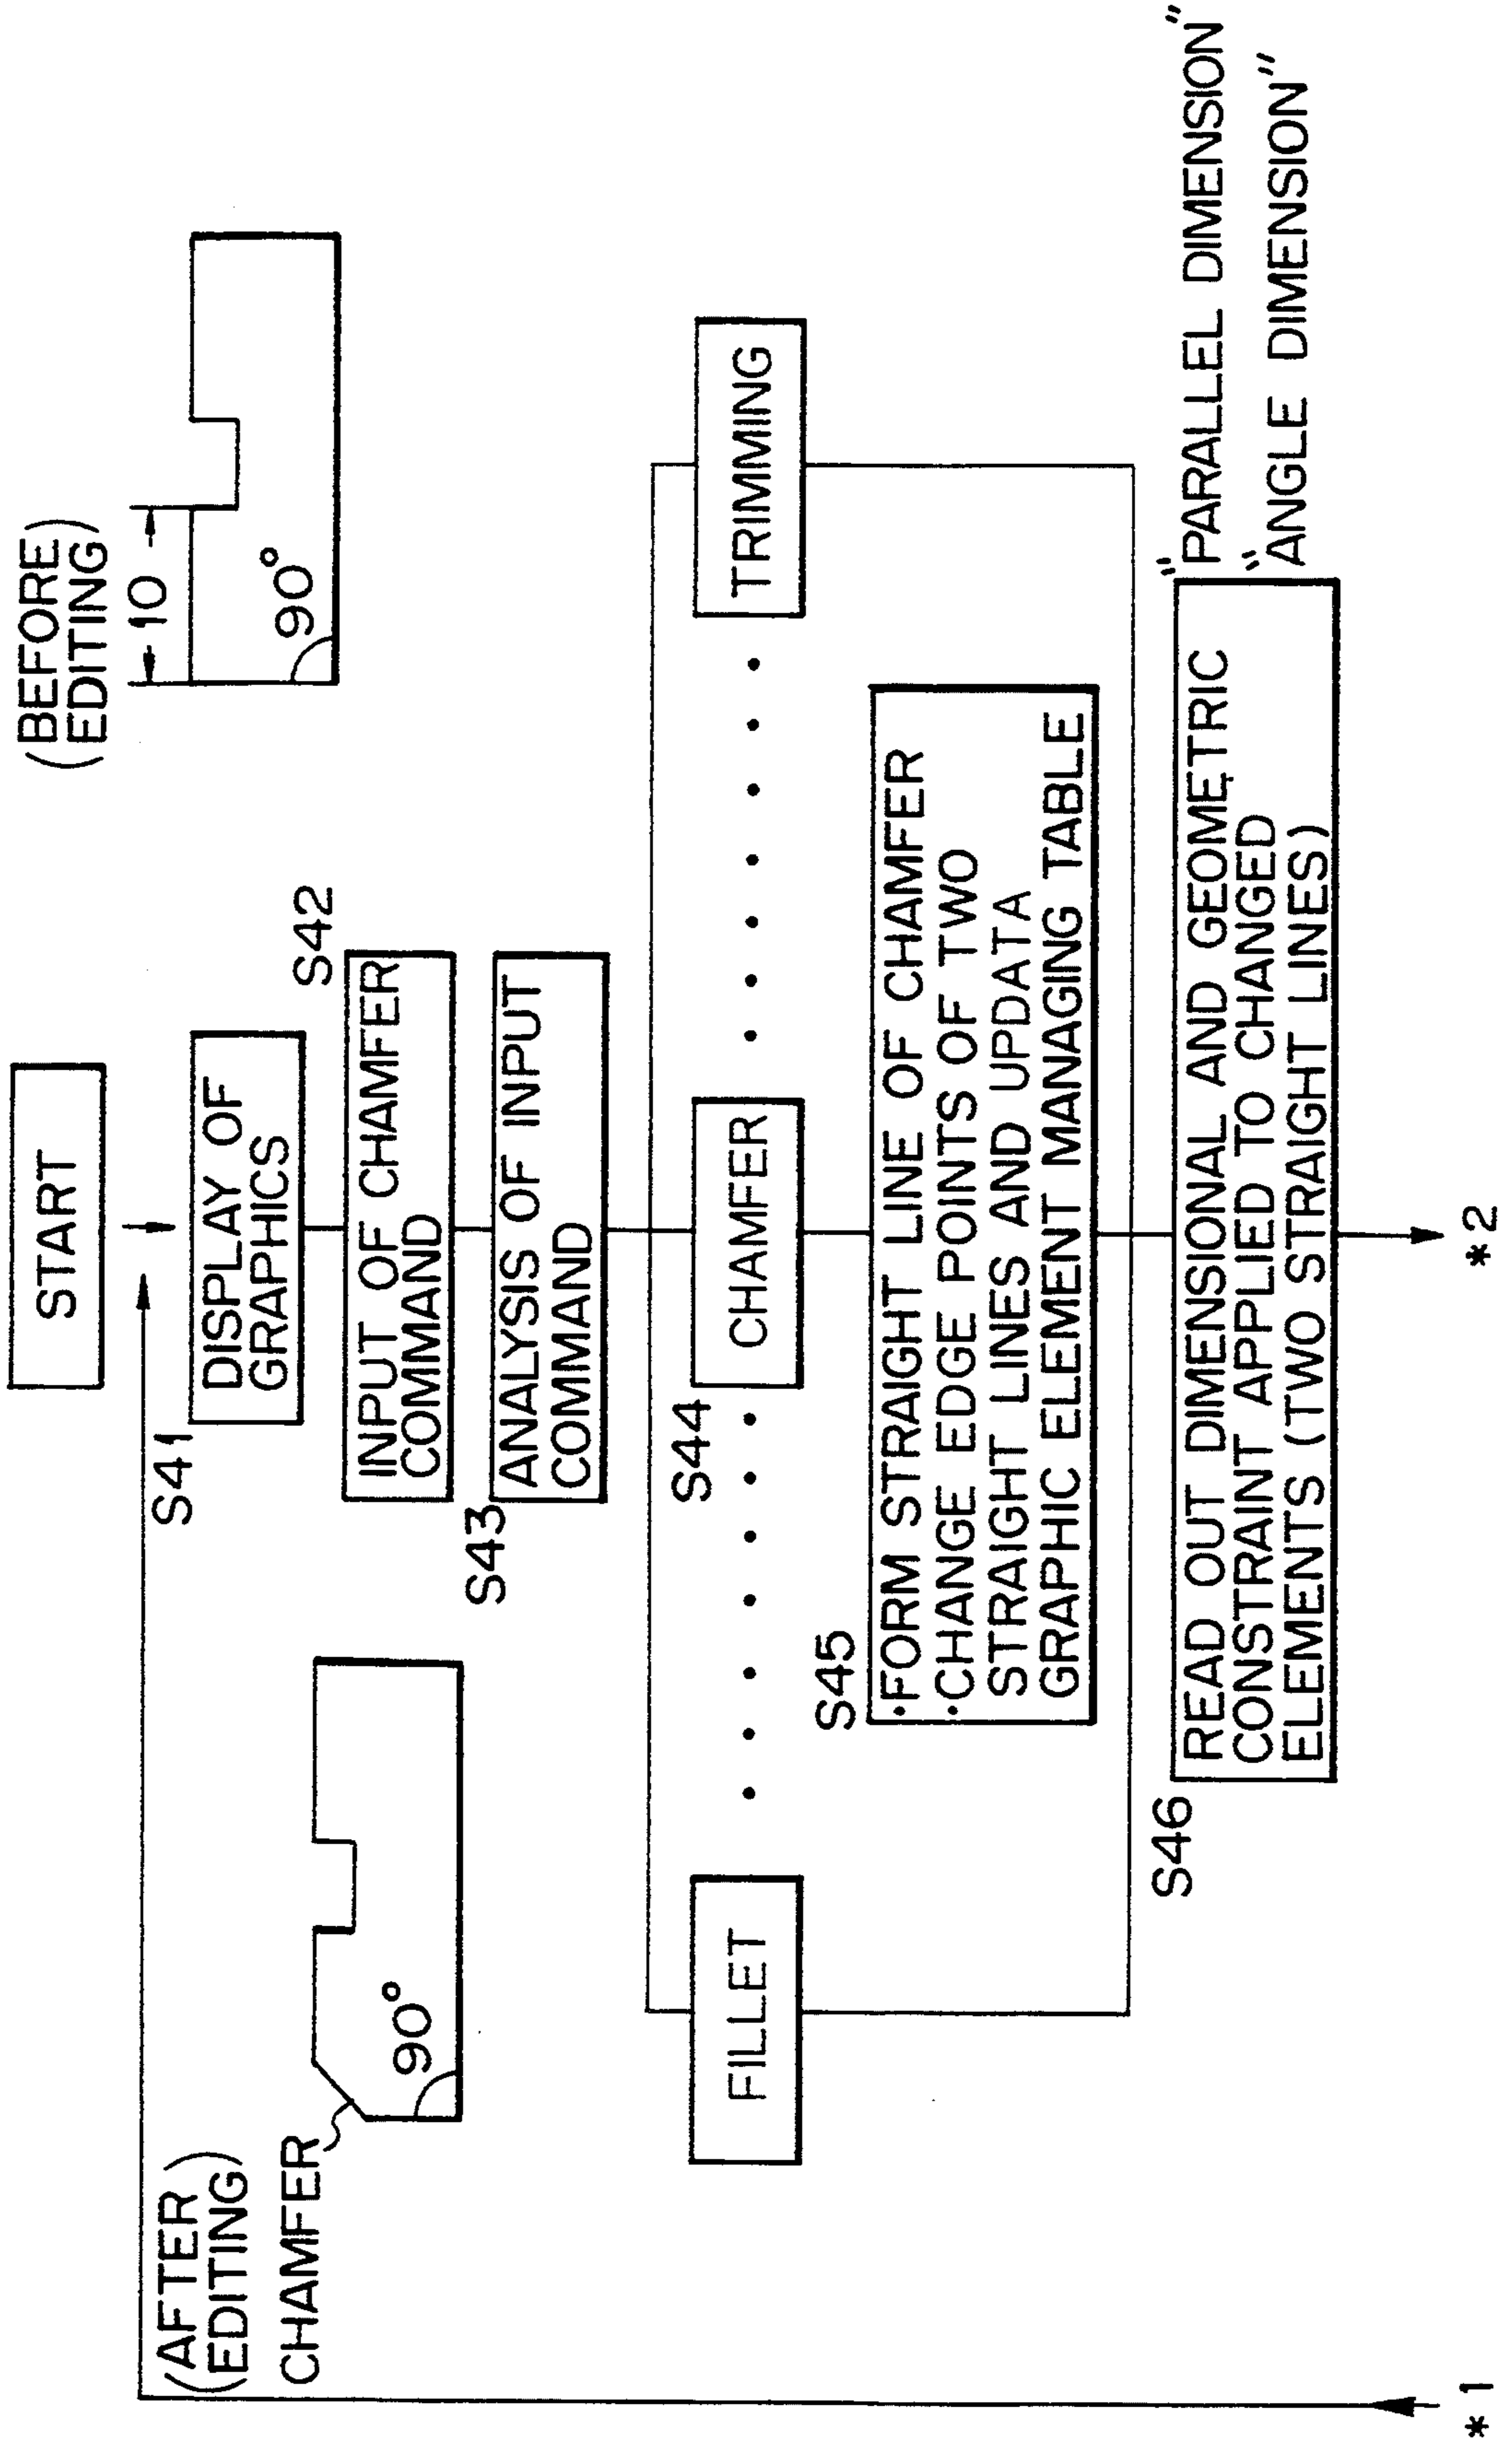 START
(BEFORE
EDITING)
10
90°
S41
DISPLAY OF
GRAPHICS
(AFTER
EDITING)
CHAMFER
90°
S42
INPUT OF CHAMFER
COMMAND
S43
ANALYSIS OF INPUT
COMMAND
S44
FILLET
CHAMFER
TRIMMING
S45
·FORM STRAIGHT LINE OF CHAMFER
·CHANGE EDGE POINTS OF TWO
STRAIGHT LINES AND UPDATA
GRAPHIC ELEMENT MANAGING TABLE
S46
READ OUT DIMENSIONAL AND GEOMETRIC
CONSTRAINT APPLIED TO CHANGED
ELEMENTS (TWO STRAIGHT LINES)
"PARALLEL DIMENSION"
"ANGLE DIMENSION"
*1
*2